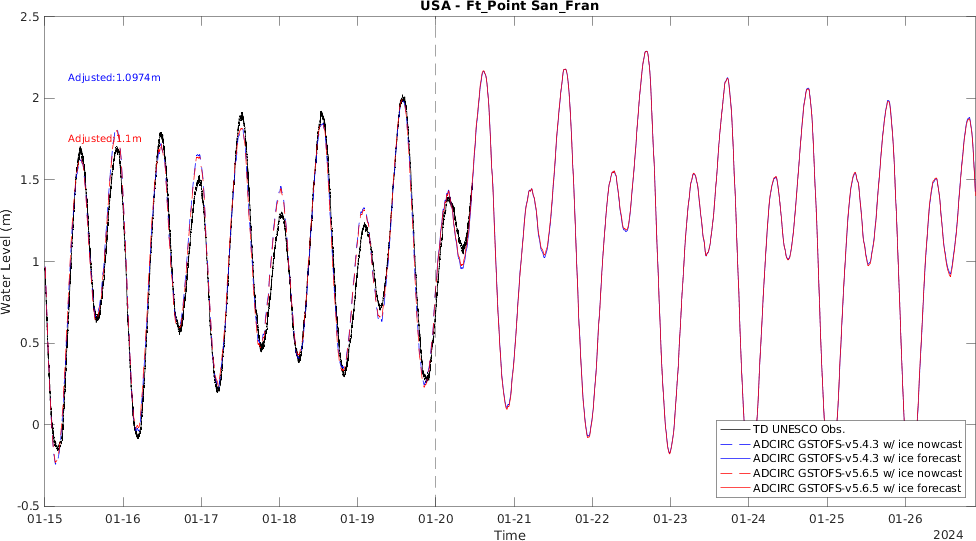 USA - Ft_Point San_Fran
2.5
2
1.5
1
0.5
0
-0.5
Water Level (m)
Adjusted:1.0974m
Adjusted:1.1m
TD UNESCO Obs.
ADCIRC GSTOFS-v5.4.3 w/ ice nowcast
ADCIRC GSTOFS-v5.4.3 w/ ice forecast
ADCIRC GSTOFS-v5.6.5 w/ ice nowcast
ADCIRC GSTOFS-v5.6.5 w/ ice forecast
01-15 01-16 01-17 01-18 01-19 01-20 01-21 01-22 01-23 01-24 01-25 01-26
Time
2024